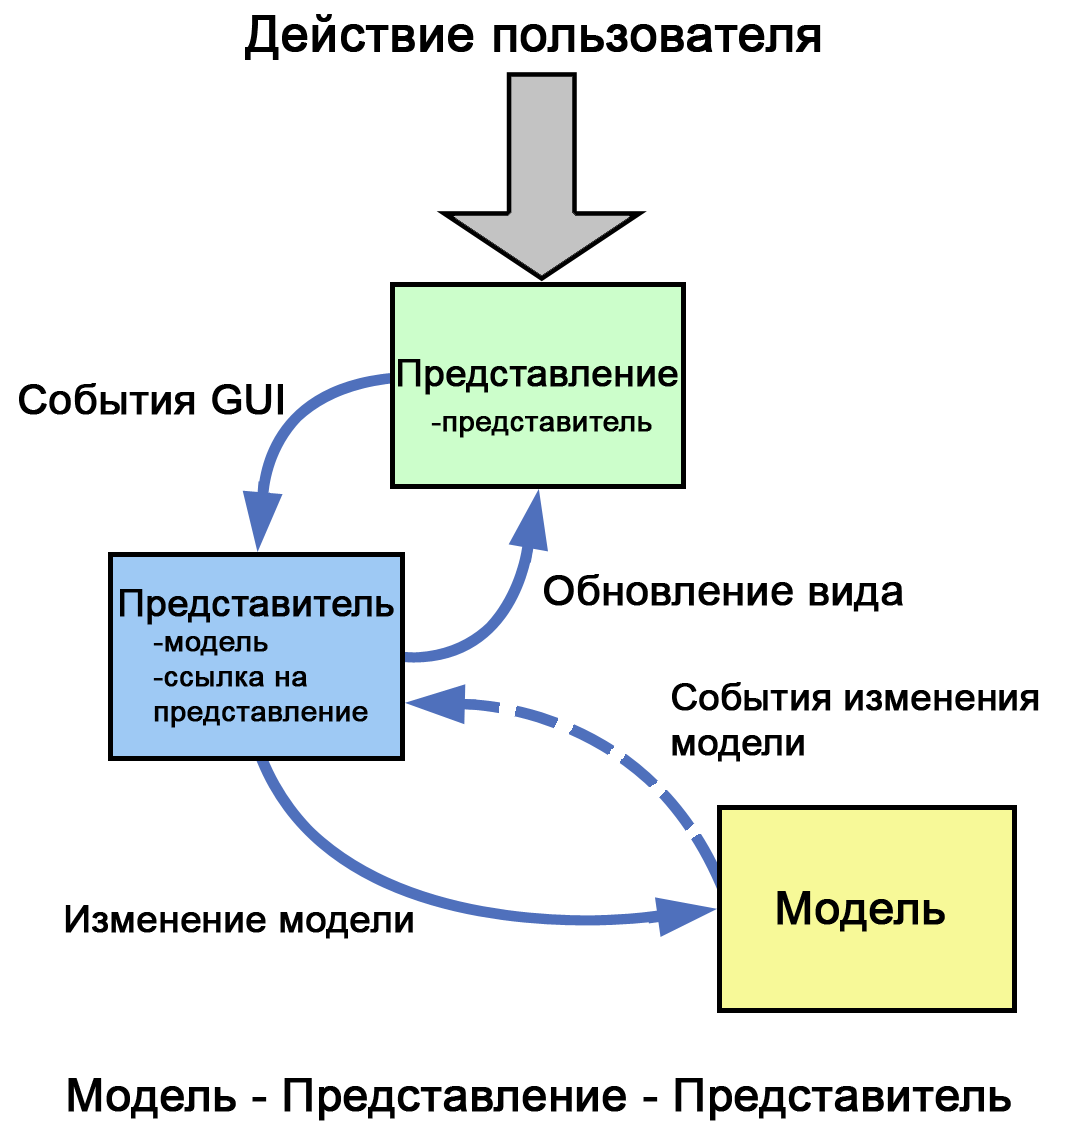 Действие пользователя
Представление
-представитель
События GUI
Обновление вида
Представитель
-модель
-ссылка на
представление
События изменения
модели
Модель
Изменение модели
Модель - Представление - Представитель